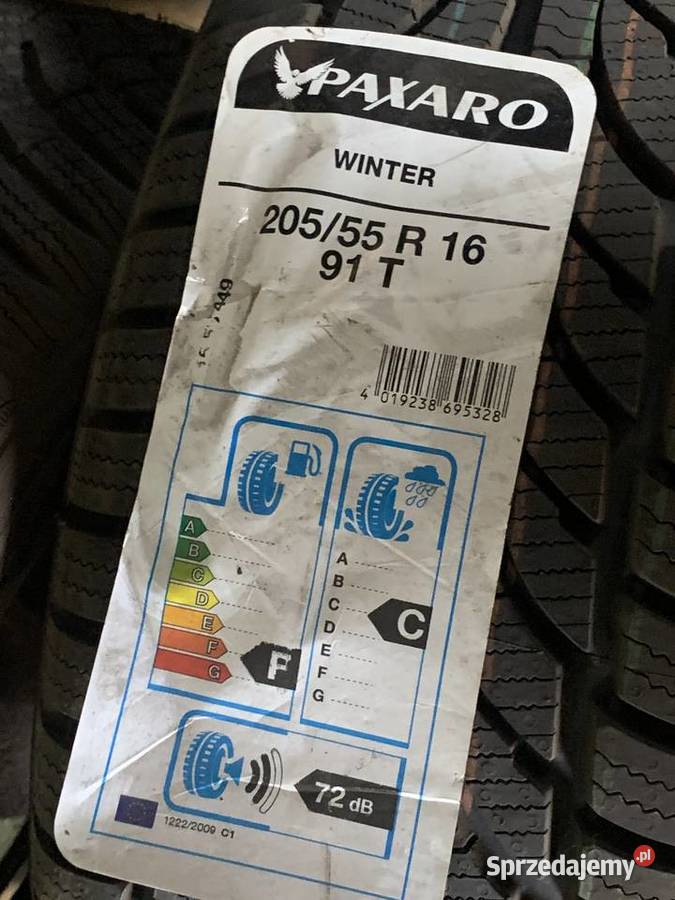 PAXARO
WINTER
205/55 R 16
91 T
4 019238 695328
A
B
C
D
E
F
G
F
A
B
C
D
E
F
G
C
72 dB
1222/2009 C1
Sprzedajemy.pl